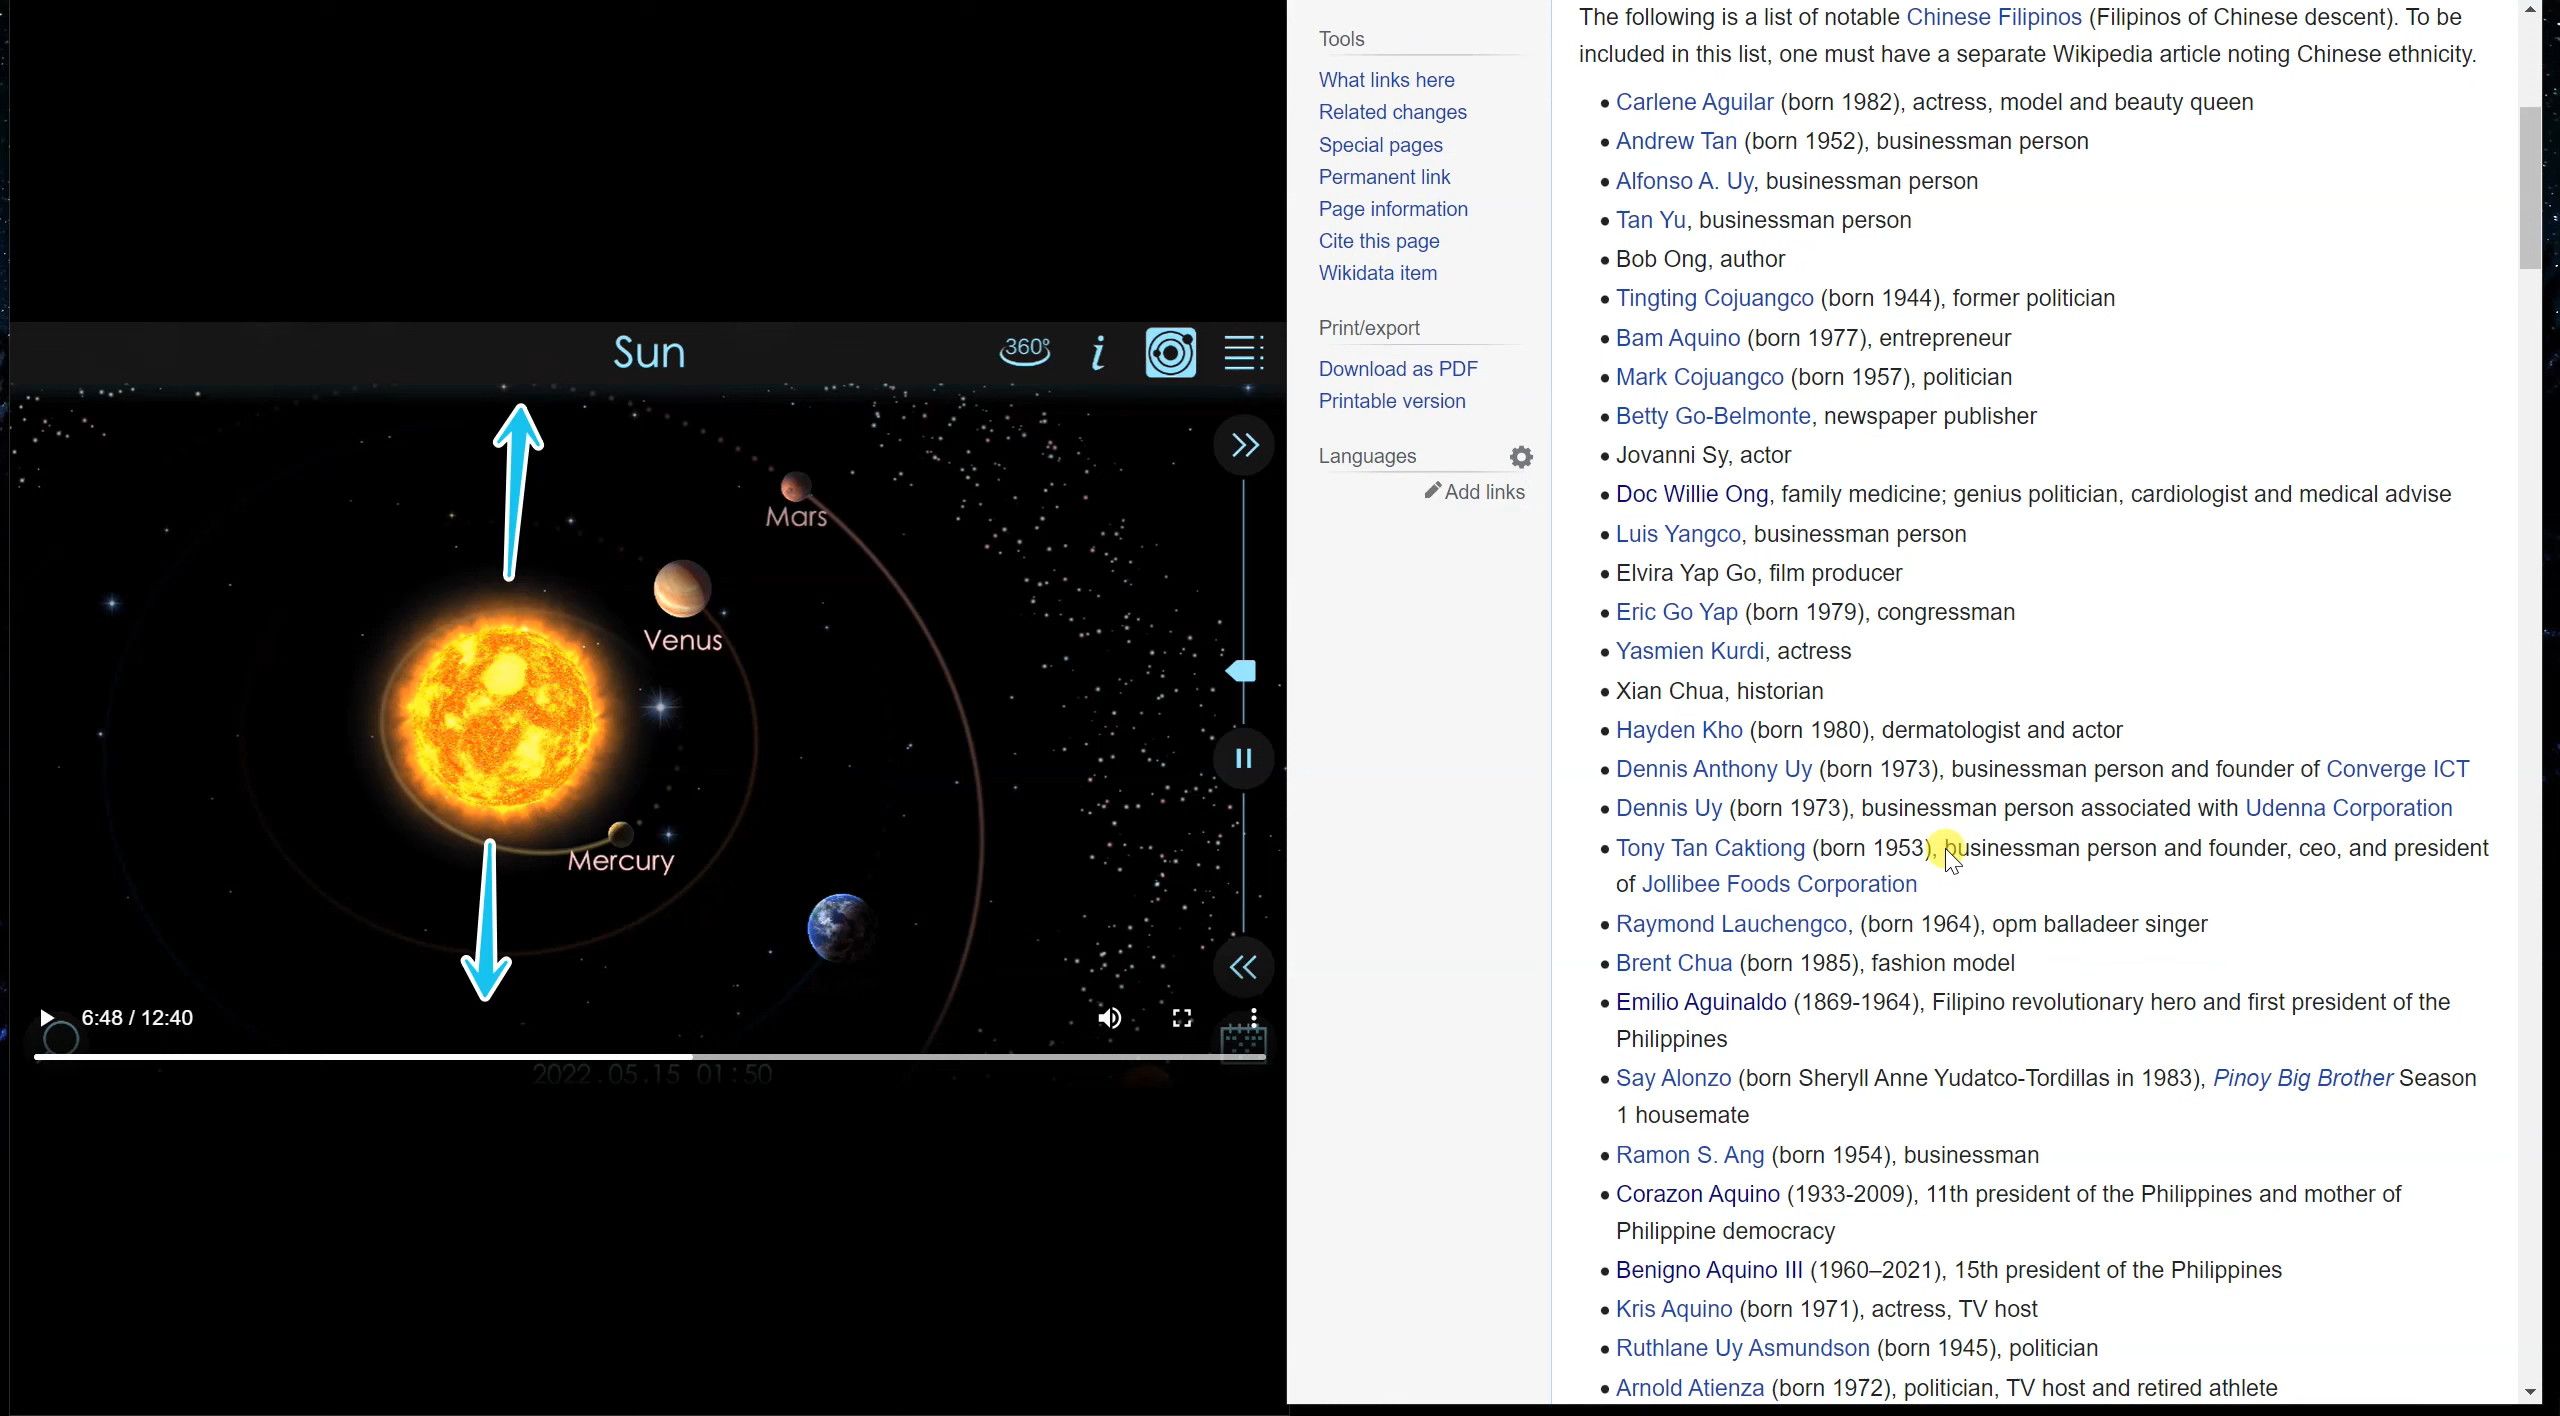 Sun
360°
i
Mars
Venus
Mercury
6:48 / 12:40
2022.05.15 01:50
Tools
What links here
Related changes
Special pages
Permanent link
Page information
Cite this page
Wikidata item
Print/export
Download as PDF
Printable version
Languages
Add links
The following is a list of notable Chinese Filipinos (Filipinos of Chinese descent). To be
included in this list, one must have a separate Wikipedia article noting Chinese ethnicity.
• Carlene Aguilar (born 1982), actress, model and beauty queen
• Andrew Tan (born 1952), businessman person
• Alfonso A. Uy, businessman person
• Tan Yu, businessman person
• Bob Ong, author
• Tingting Cojuangco (born 1944), former politician
• Bam Aquino (born 1977), entrepreneur
• Mark Cojuangco (born 1957), politician
• Betty Go-Belmonte, newspaper publisher
• Jovanni Sy, actor
• Doc Willie Ong, family medicine; genius politician, cardiologist and medical advise
• Luis Yangco, businessman person
• Elvira Yap Go, film producer
• Eric Go Yap (born 1979), congressman
• Yasmien Kurdi, actress
• Xian Chua, historian
• Hayden Kho (born 1980), dermatologist and actor
• Dennis Anthony Uy (born 1973), businessman person and founder of Converge ICT
• Dennis Uy (born 1973), businessman person associated with Udenna Corporation
• Tony Tan Caktiong (born 1953), businessman person and founder, ceo, and president
of Jollibee Foods Corporation
• Raymond Lauchengco, (born 1964), opm balladeer singer
• Brent Chua (born 1985), fashion model
• Emilio Aguinaldo (1869-1964), Filipino revolutionary hero and first president of the
Philippines
• Say Alonzo (born Sheryll Anne Yudatco-Tordillas in 1983), Pinoy Big Brother Season
1 housemate
• Ramon S. Ang (born 1954), businessman
• Corazon Aquino (1933-2009), 11th president of the Philippines and mother of
Philippine democracy
• Benigno Aquino III (1960–2021), 15th president of the Philippines
• Kris Aquino (born 1971), actress, TV host
• Ruthlane Uy Asmundson (born 1945), politician
• Arnold Atienza (born 1972), politician, TV host and retired athlete